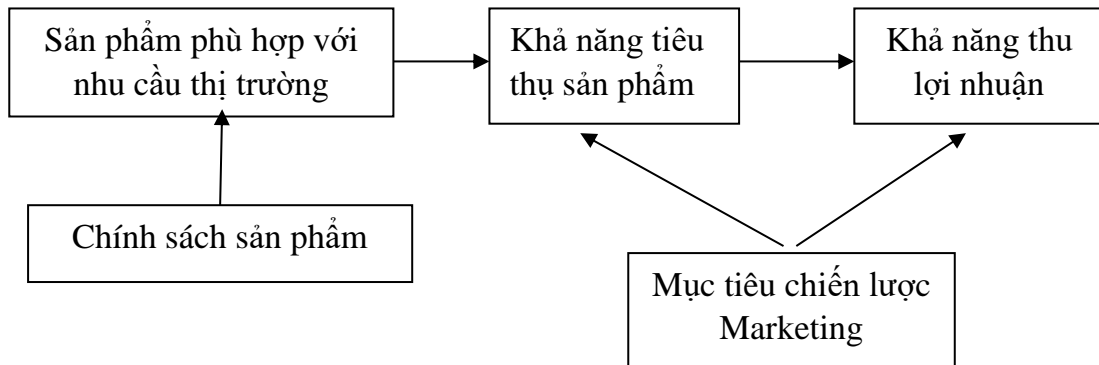 Sản phẩm phù hợp với
nhu cầu thị trường
Khả năng tiêu
thụ sản phẩm
Khả năng thu
lợi nhuận
Chính sách sản phẩm
Mục tiêu chiến lược
Marketing